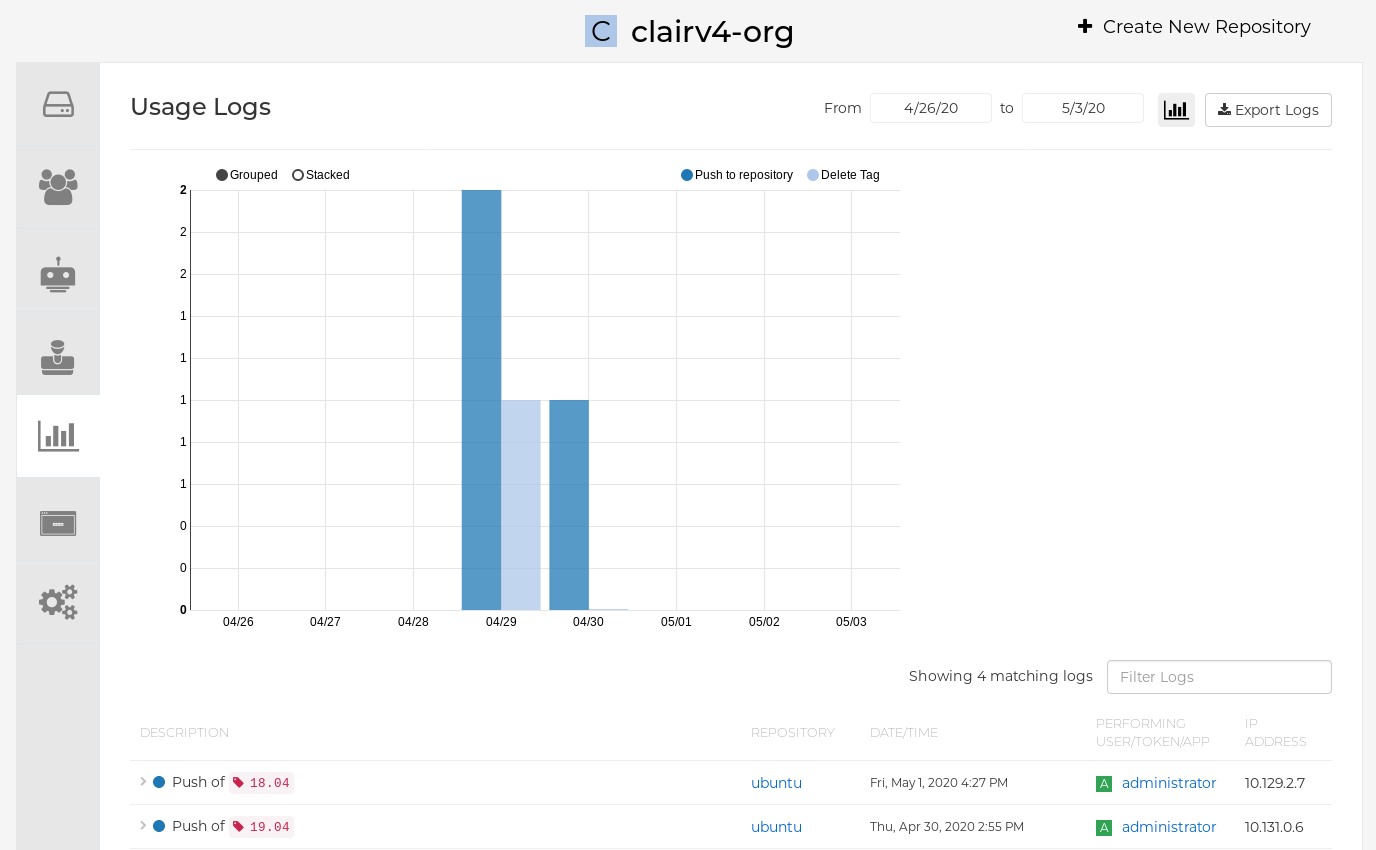 C clairv4-org
Create New Repository
Usage Logs
From 4/26/20 to 5/3/20 Export Logs
Grouped Stacked Push to repository Delete Tag
2
2
2
1
1
1
1
1
0
0
0
04/26 04/27 04/28 04/29 04/30 05/01 05/02 05/03
Showing 4 matching logs Filter Logs
DESCRIPTION REPOSITORY DATE/TIME PERFORMING USER/TOKEN/APP IP ADDRESS
Push of 18.04 ubuntu Fri, May 1, 2020 4:27 PM A administrator 10.129.2.7
Push of 19.04 ubuntu Thu, Apr 30, 2020 2:55 PM A administrator 10.131.0.6